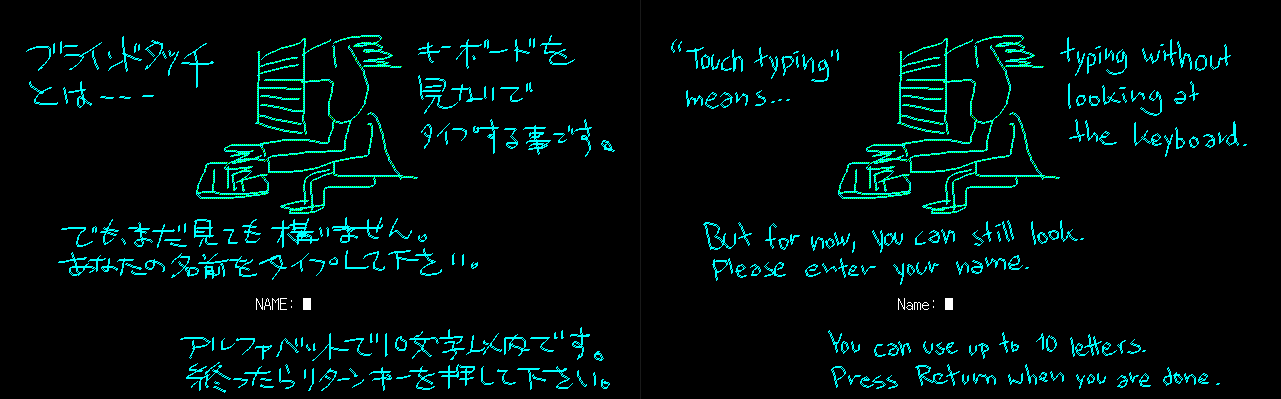 ブラインドタッチ
とは---
キーボードを
見ないで
タイプする事です。
でも、まだ見ても構いません。
あなたの名前をタイプして下さい。
NAME:
アルファベットで10文字以内です。
終ったらリターンキーを押して下さい。
"Touch typing"
means...
typing without
looking at
the keyboard.
But for now, you can still look.
Please enter your name.
Name:
You can use up to 10 letters.
Press Return when you are done.